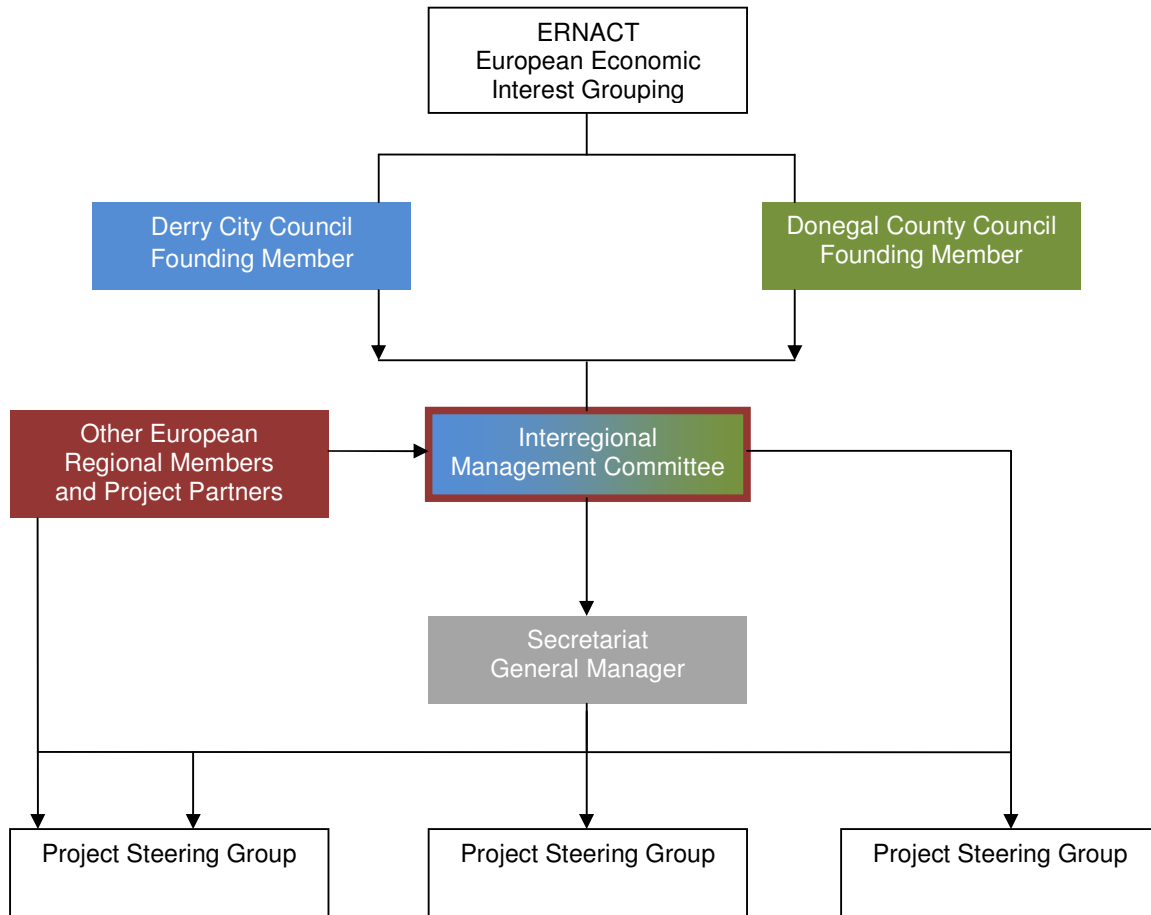 ERNACT
European Economic
Interest Grouping
Derry City Council
Founding Member
Donegal County Council
Founding Member
Other European
Regional Members
and Project Partners
Interregional
Management Committee
Secretariat
General Manager
Project Steering Group
Project Steering Group
Project Steering Group